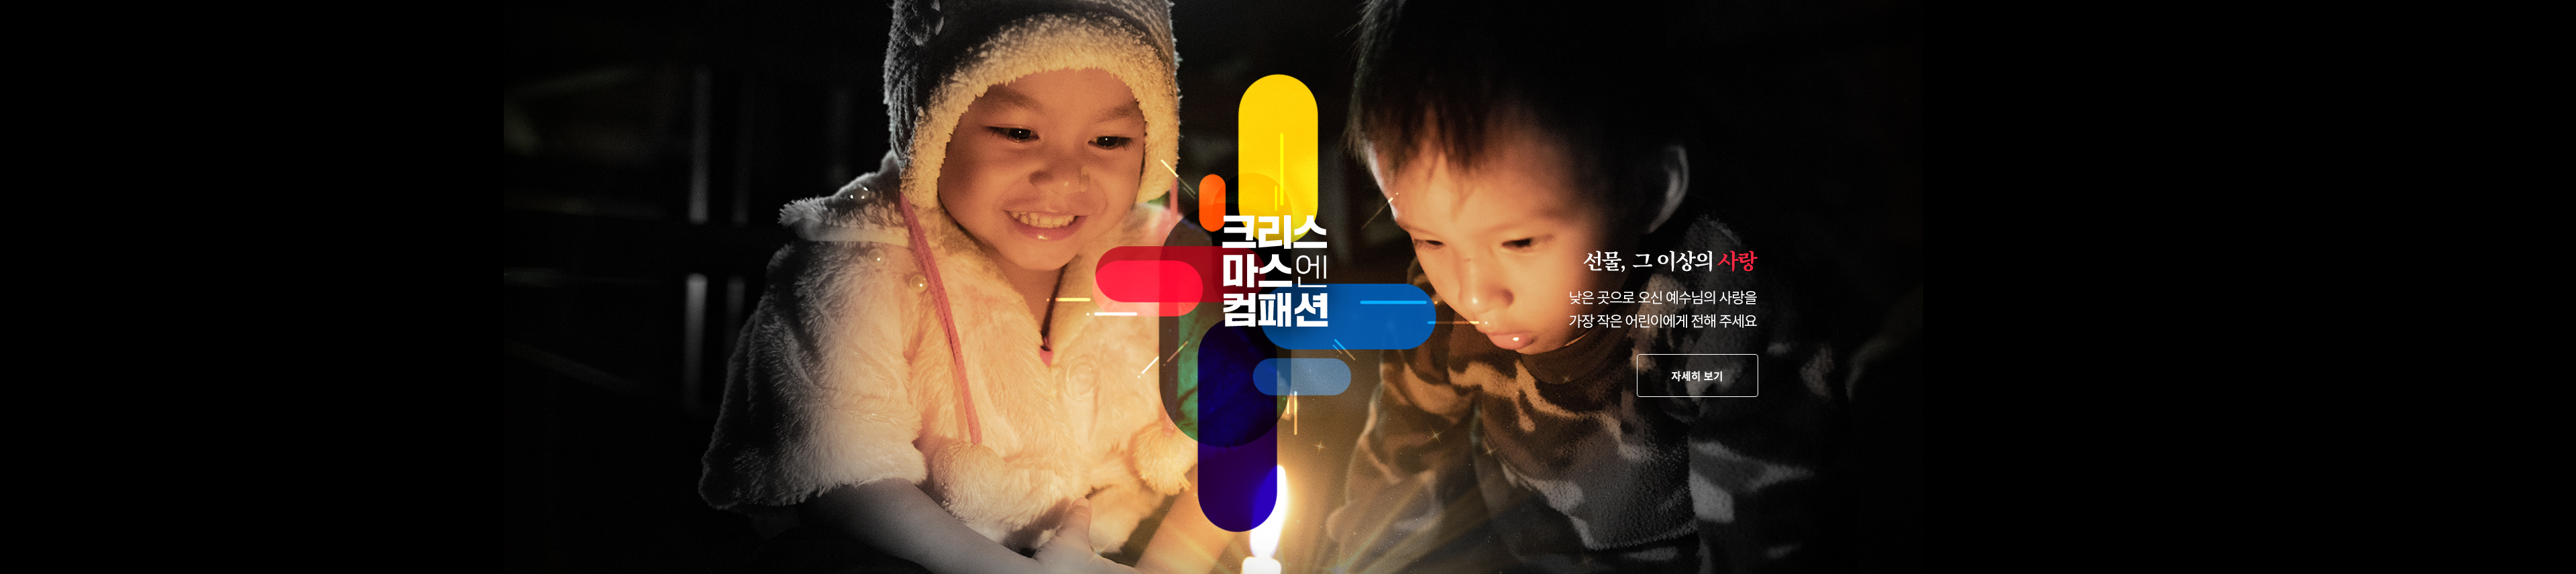 크리스
마스엔
컴패션
선물, 그 이상의 사랑
낮은 곳으로 오신 예수님의 사랑을
가장 작은 어린이에게 전해 주세요
자세히 보기